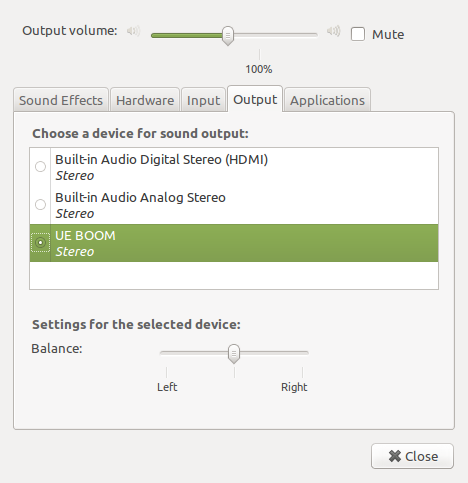 Output volume:
Mute
100%
Sound Effects
Hardware
Input
Output
Applications
Choose a device for sound output:
Built-in Audio Digital Stereo (HDMI)
Stereo
Built-in Audio Analog Stereo
Stereo
UE BOOM
Stereo
Settings for the selected device:
Balance:
Left
Right
Close